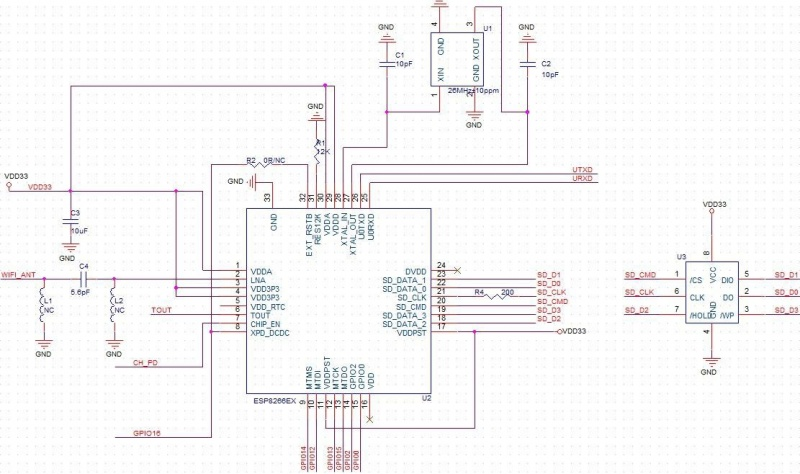 GND
4 3 U1
GND XOUT
XIN GND
26MHz±10ppm
1 2
GND
GND
C1
10pF
GND
C2
10pF
GND
R1
12K
R2 0R/NC
GND
UTXD
URXD
VDD33
VDD33
C3
10uF
GND
33 32 31 30 29 28 27 26 25
GND EXT_RSTB RES12K VDDA VDDD XTAL_IN XTAL_OUT U0TXD U0RXD
WIFI_ANT
C4
5.6pF
L1
NC
GND
L2
NC
GND
TOUT
CH_PD
GPIO16
1 VDDA
2 LNA
3 VD3P3
4 VD3P3
5 VDD_RTC
6 TOUT
7 CHIP_EN
8 XPD_DCDC
DVDD 24
SD_DATA_1 23
SD_DATA_0 22
SD_CLK 21
SD_CMD 20
SD_DATA_3 19
SD_DATA_2 18
VDDPST 17
SD_D1
SD_D0
R4 200 SD_CLK
SD_CMD
SD_D3
SD_D2
VDD33
MTMS MTDI VDDPST MTCK MTDO GPIO2 GPIO0 VDD
ESP8266EX
U2
9 10 11 12 13 14 15 16
GPIO14 GPIO12 GPIO13 GPIO15 GPIO2 GPIO0
VDD33
8
U3
VCC
SD_CMD 1 /CS DIO 5 SD_D1
SD_CLK 6 CLK DO 2 SD_D0
SD_D2 7 /HOLD /WP 3 SD_D3
GND
4
GND